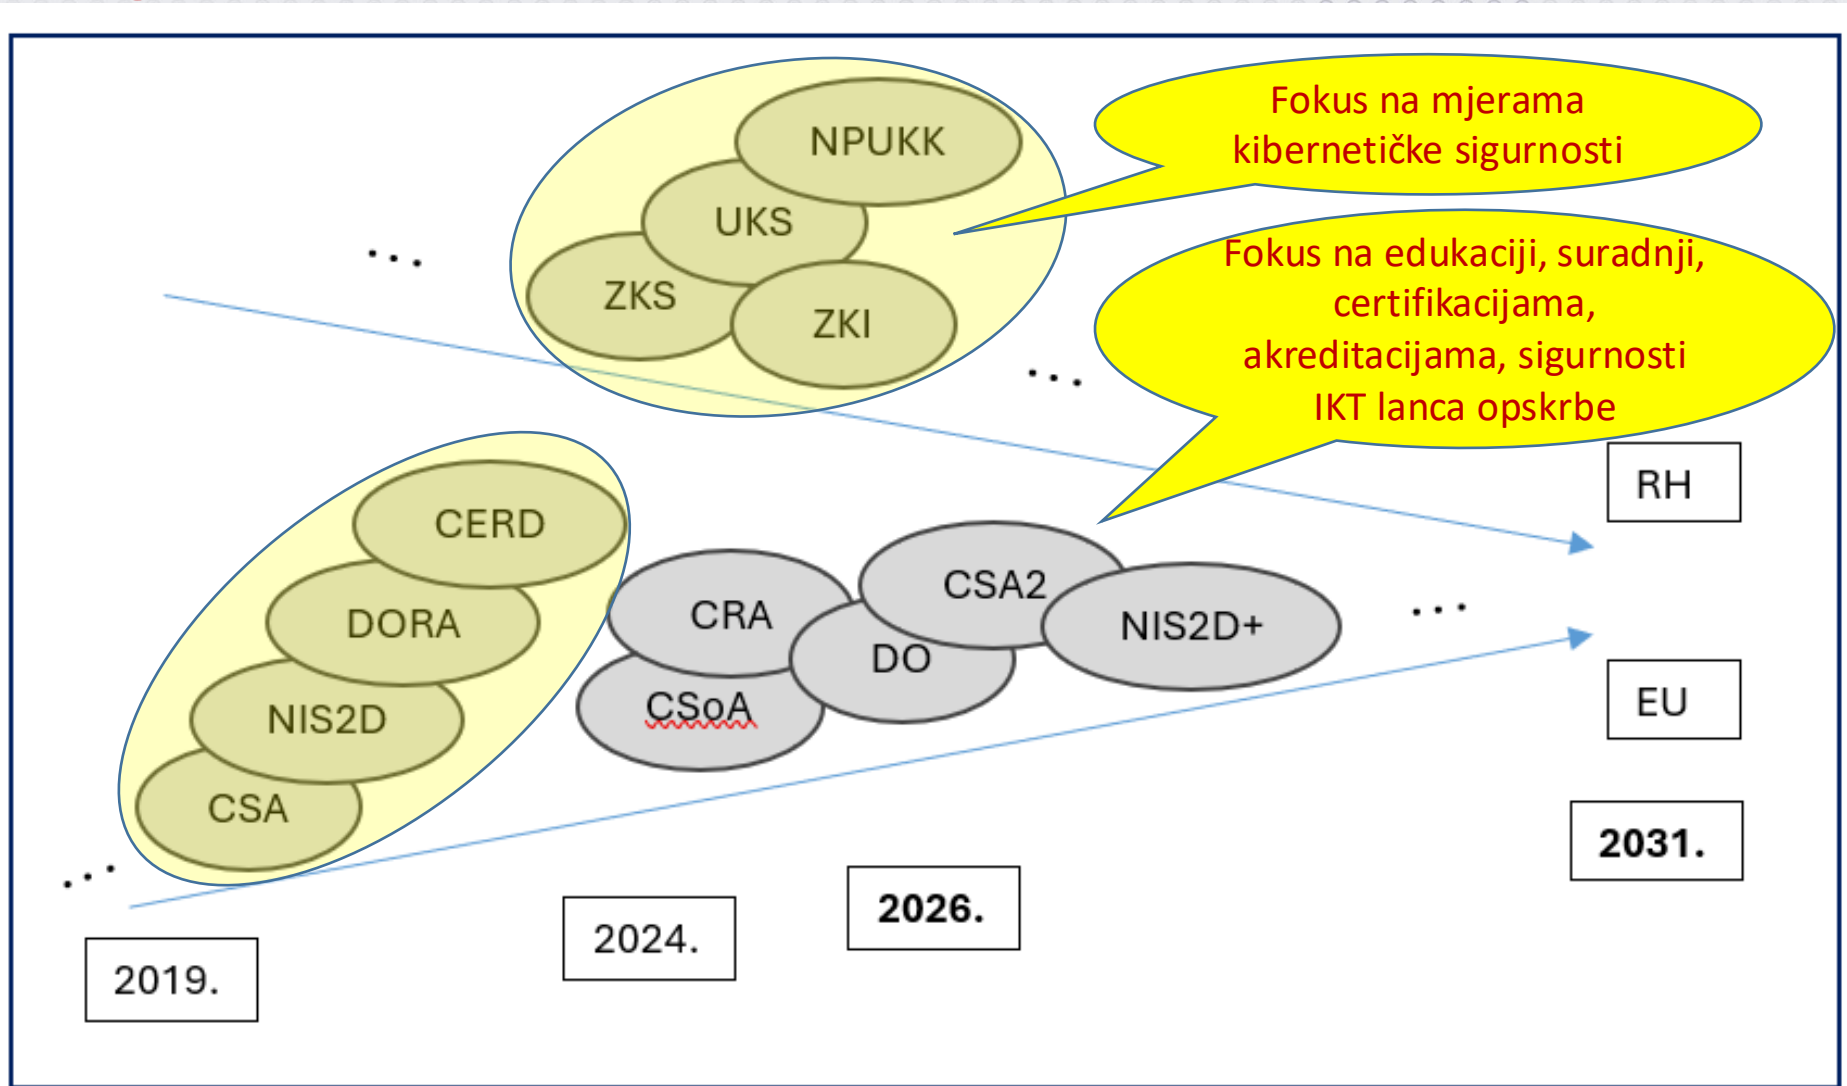 Fokus na mjerama
kibernetičke sigurnosti
NPUKK
UKS
ZKS
ZKI
...
...
Fokus na edukaciji, suradnji,
certifikacijama,
akreditacijama, sigurnosti
IKT lanca opskrbe
RH
CERD
DORA
NIS2D
CSA
...
CRA
CSoA
DO
CSA2
NIS2D+
...
EU
2019.
2024.
2026.
2031.